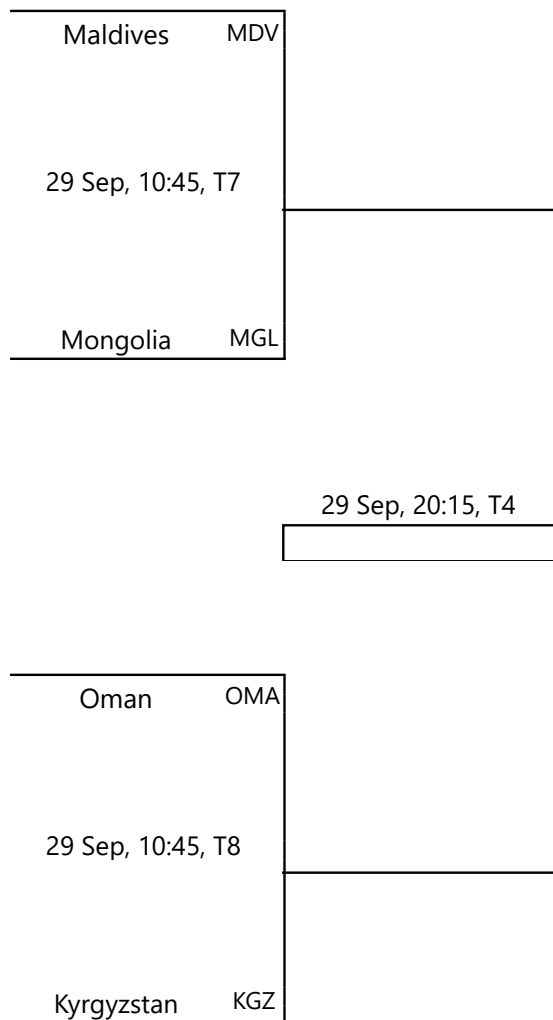 Maldives MDV
29 Sep, 10:45, T7
Mongolia MGL
29 Sep, 20:15, T4
Oman OMA
29 Sep, 10:45, T8
Kyrgyzstan KGZ